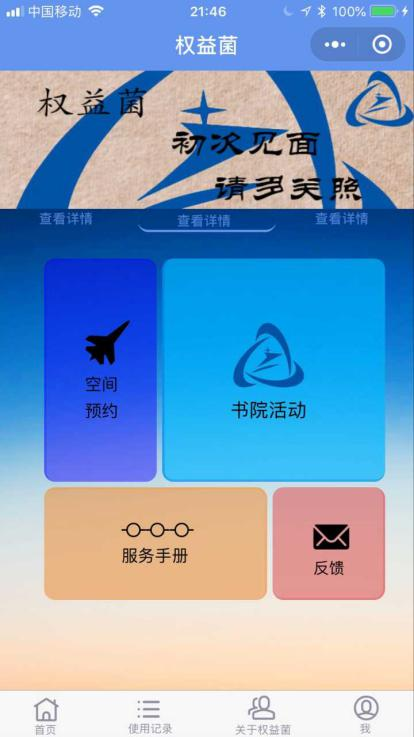 中国移动
21:46
100%
权益菌
权益菌
初次见面
请多关照
查看详情
查看详情
查看详情
空间
预约
书院活动
服务手册
反馈
首页
使用记录
关于权益菌
我